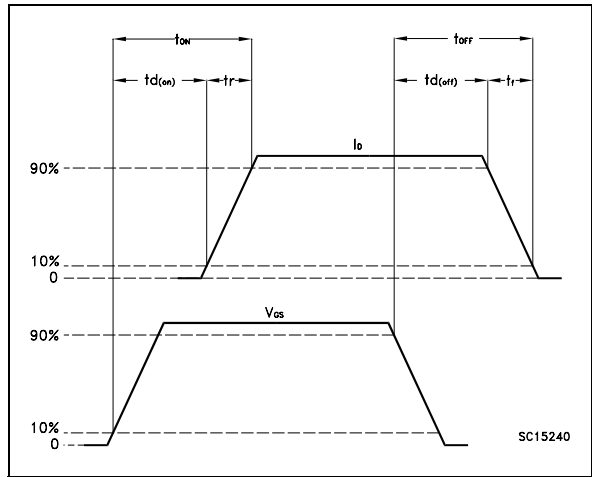 tON tOFF
td(on) tr td(off) tf
ID
90%
10%
0
VGS
90%
10%
0
SC15240